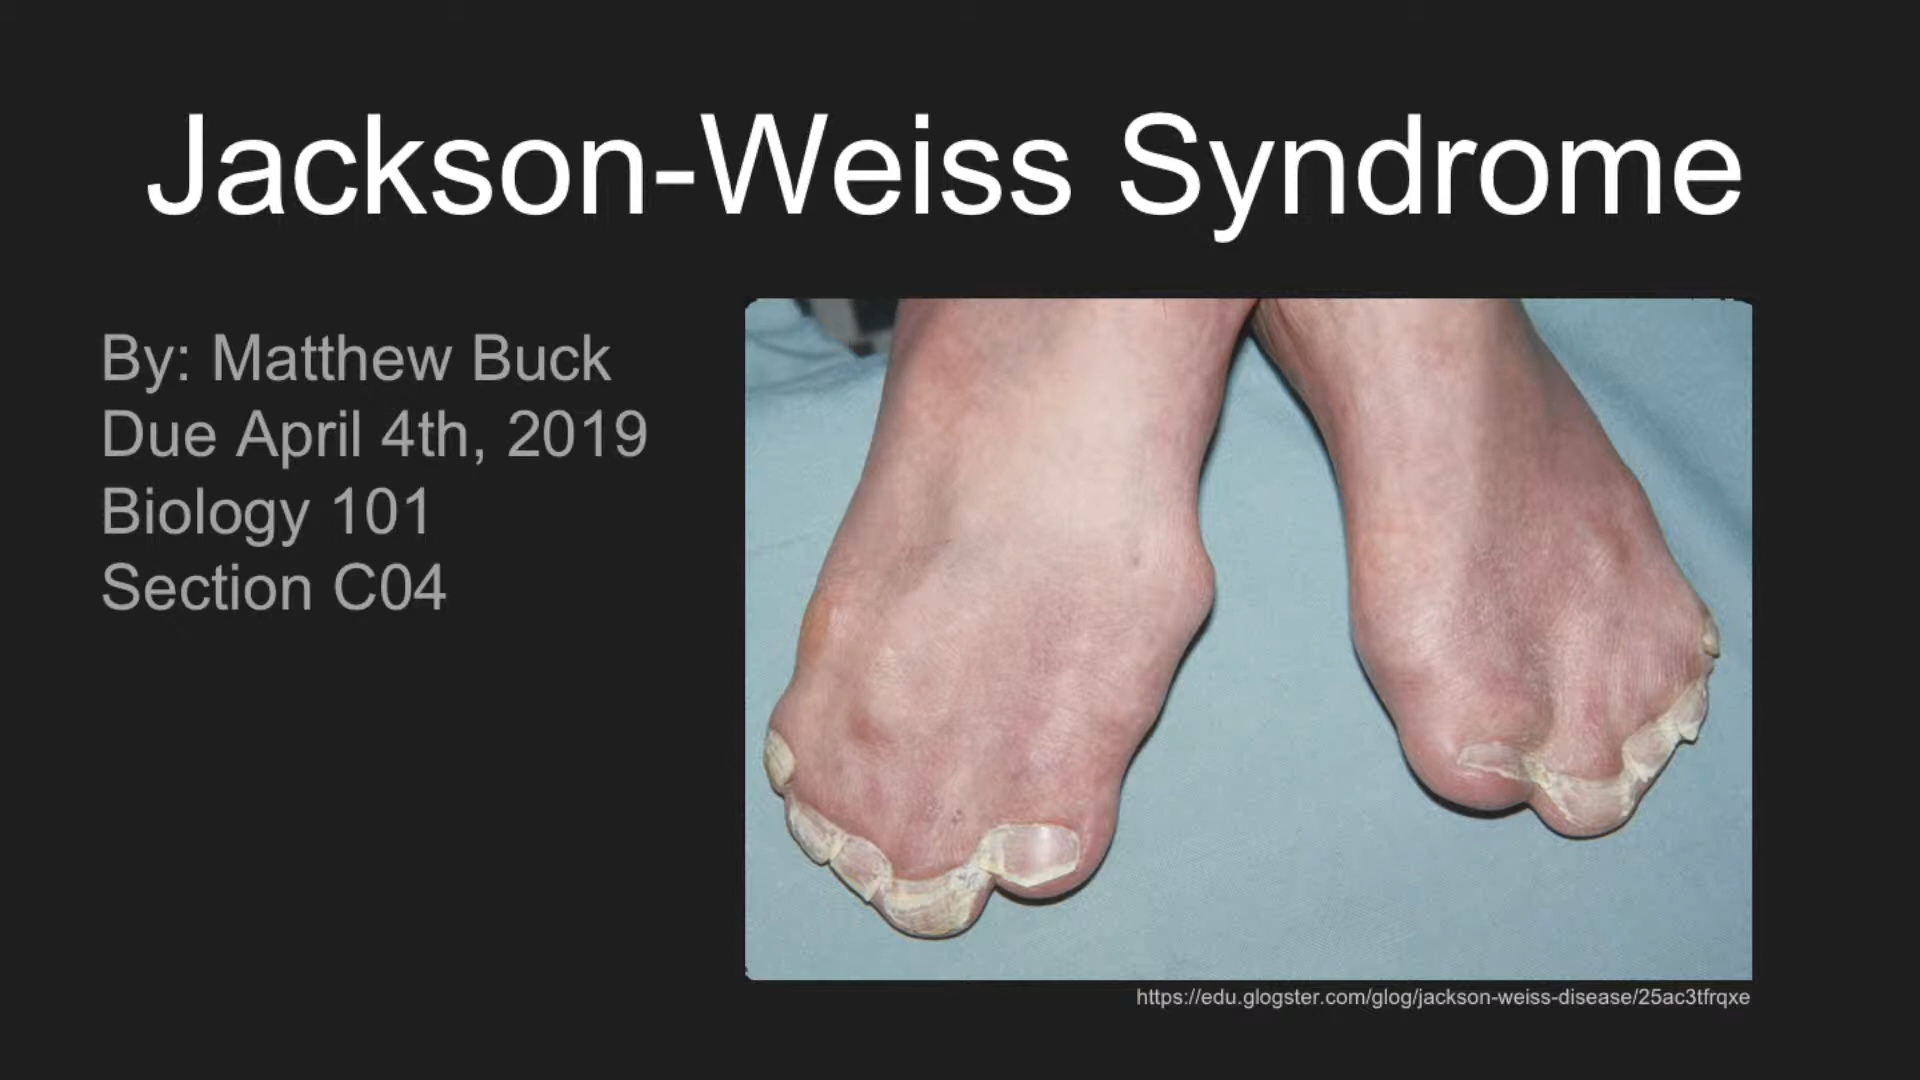 Jackson-Weiss Syndrome
By: Matthew Buck
Due April 4th, 2019
Biology 101
Section C04
https://edu.glogster.com/glog/jackson-weiss-disease/25ac3tfrqxe